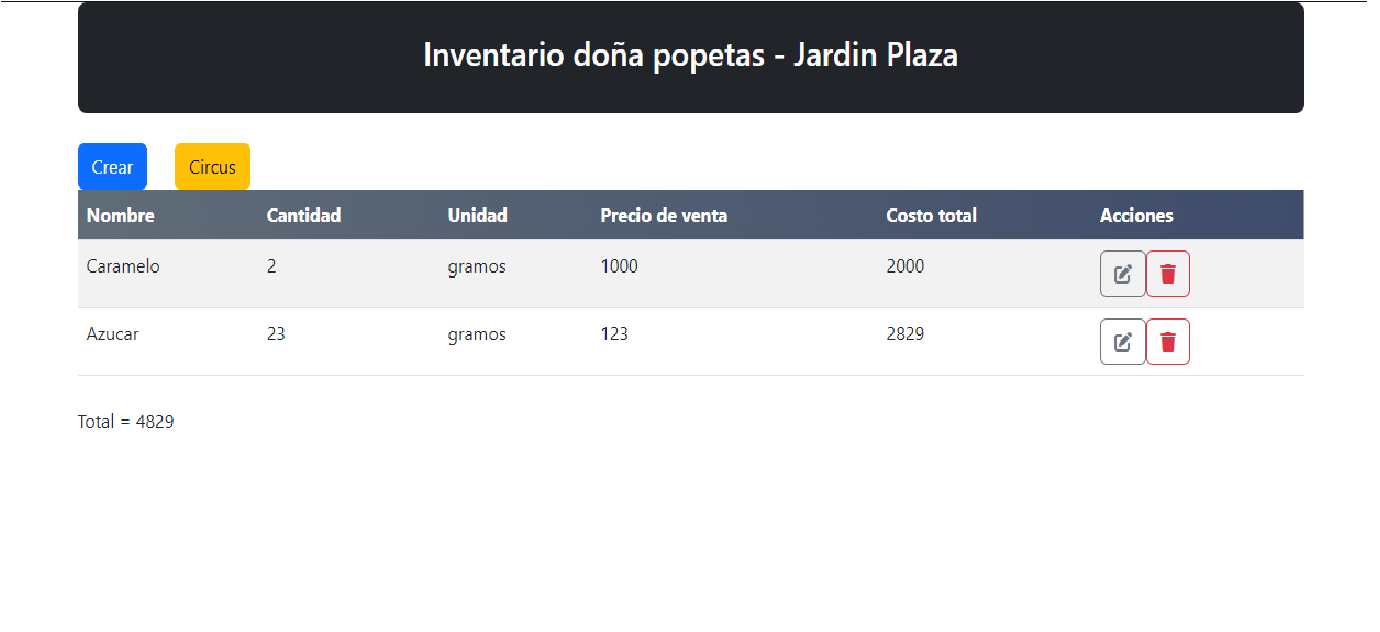 Inventario doña popetas - Jardin Plaza
Crear Circus
Nombre Cantidad Unidad Precio de venta Costo total Acciones
Caramelo 2 gramos 1000 2000
Azucar 23 gramos 123 2829
Total = 4829